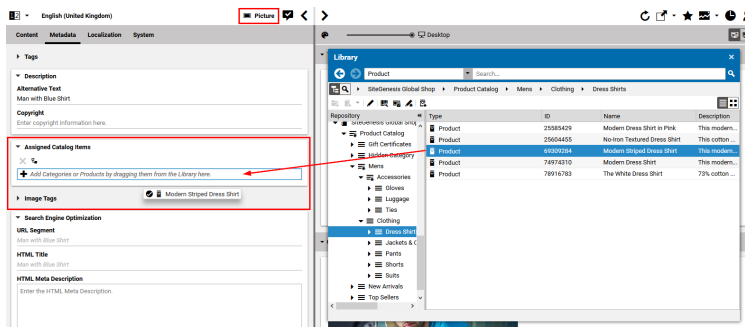 English (United Kingdom)
Picture
Content Metadata Localization System
Desktop
Tags
Description
Alternative Text
Man with Blue Shirt
Copyright
Enter copyright information here.
Assigned Catalog Items
Add Categories or Products by dragging them from the Library here.
Modern Striped Dress Shirt
Image Tags
Search Engine Optimization
URL Segment
Man with Blue Shirt
HTML Title
Man with Blue Shirt
HTML Meta Description
Enter the HTML Meta Description.
Library
Product
Search...
SiteGenesis Global Shop Product Catalog Mens Clothing Dress Shirts
Repository
SiteGenesis Global Shop
Product Catalog
Gift Certificates
Hidden Category
Mens
Accessories
Gloves
Luggage
Ties
Clothing
Dress Shirt
Jackets & C
Pants
Shorts
Suits
New Arrivals
Top Sellers
Type ID Name Description
Product 25585429 Modern Dress Shirt in Pink This modern...
Product 25604455 No-Iron Textured Dress Shirt This cotton ...
Product 69309284 Modern Striped Dress Shirt This modern...
Product 74974310 Modern Dress Shirt This modern...
Product 78916783 The White Dress Shirt 73% cotton ...